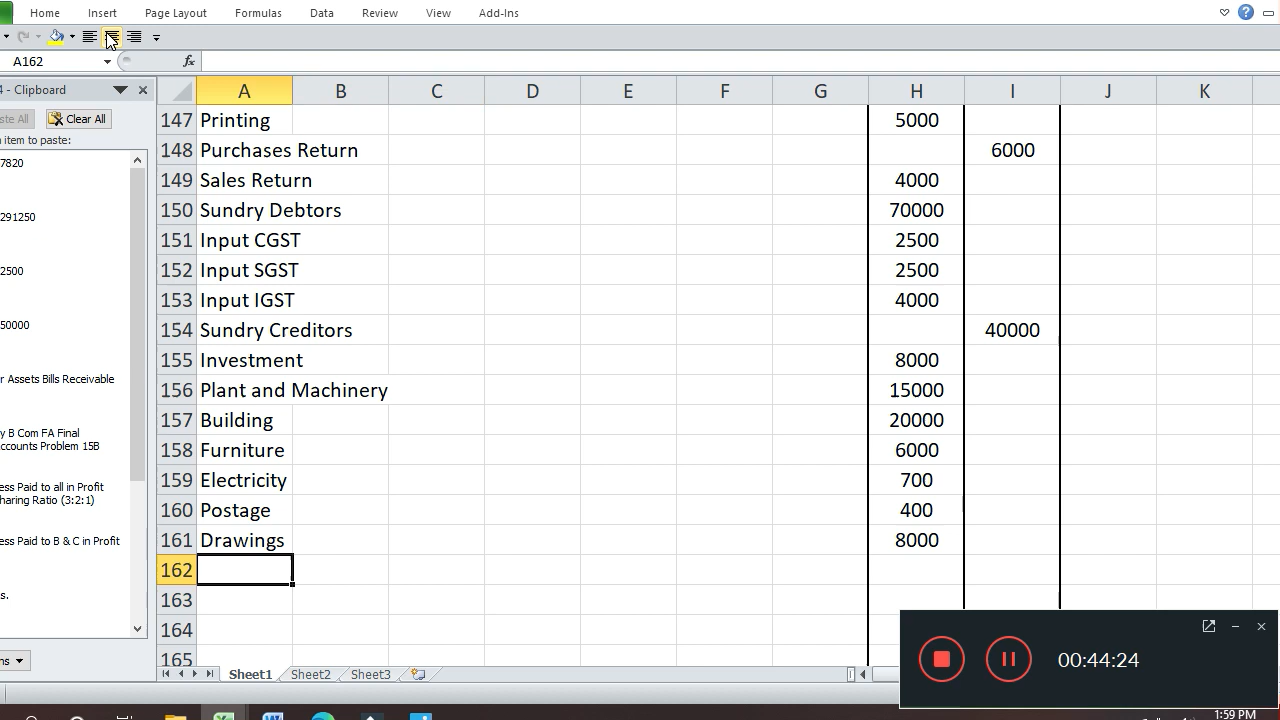 Home Insert Page Layout Formulas Data Review View Add-Ins
A162 fx
4 - Clipboard
Clear All
item to paste:
7820
291250
2500
50000
r Assets Bills Receivable
y B Com FA Final
ccounts Problem 15B
ess Paid to all in Profit
haring Ratio (3:2:1)
ess Paid to B & C in Profit
s.
A B C D E F G H I J K
147 Printing 5000
148 Purchases Return 6000
149 Sales Return 4000
150 Sundry Debtors 70000
151 Input CGST 2500
152 Input SGST 2500
153 Input IGST 4000
154 Sundry Creditors 40000
155 Investment 8000
156 Plant and Machinery 15000
157 Building 20000
158 Furniture 6000
159 Electricity 700
160 Postage 400
161 Drawings 8000
162
163
164
165
Sheet1 Sheet2 Sheet3
00:44:24
1:59 PM